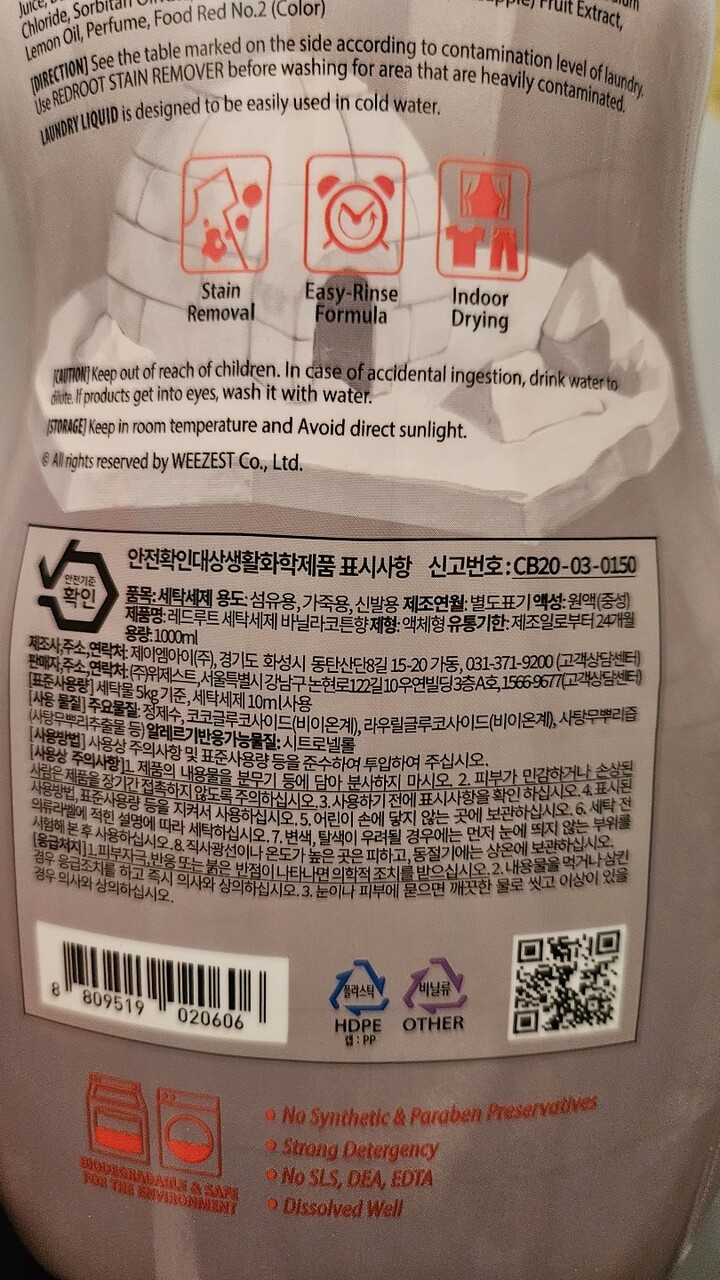 Juice,
Fruit Extract,
Chloride, Sorbitan
Lemon Oil, Perfume, Food Red No.2 (Color)
[DIRECTION] See the table marked on the side according to contamination level of laundry.
Use REDROOT STAIN REMOVER before washing for area that are heavily contaminated.
LAUNDRY LIQUID is designed to be easily used in cold water.
Stain Removal
Easy-Rinse Formula
Indoor Drying
[CAUTION] Keep out of reach of children. In case of accidental ingestion, drink water to
dilute. If products get into eyes, wash it with water.
[STORAGE] Keep in room temperature and Avoid direct sunlight.
© All rights reserved by WEEZEST Co., Ltd.
안전기준
확인
안전확인대상생활화학제품 표시사항 신고번호:CB20-03-0150
품목: 세탁세제 용도: 섬유용, 가죽용, 신발용 제조연월: 별도표기 액성: 원액(중성)
제품명: 레드루트 세탁세제 바닐라코튼향 제형: 액체형 유통기한: 제조일로부터 24개월
용량: 1000ml
제조사,주소,연락처: 제이엠아이(주), 경기도 화성시 동탄산단8길 15-20 가동, 031-371-9200 (고객상담센터)
판매자,주소,연락처: (주)위제스트, 서울특별시 강남구 논현로122길10 우연빌딩 3층 A호, 1566-9677(고객상담센터)
[표준사용량] 세탁물 5kg 기준, 세탁세제 10ml 사용
[사용 물질] 주요물질: 정제수, 코코글루코사이드(비이온계), 라우릴글루코사이드(비이온계), 사탕무뿌리즙
(사탕무뿌리추출물 등) 알레르기반응가능물질: 시트로넬롤
[사용방법] 사용상 주의사항 및 표준사용량 등을 준수하여 투입하여 주십시오.
[사용상 주의사항] 1. 제품의 내용물을 분무기 등에 담아 분사하지 마시오. 2. 피부가 민감하거나 손상된
사람은 제품을 장기간 접촉하지 않도록 주의하십시오. 3. 사용하기 전에 표시사항을 확인 하십시오. 4. 표시된
사용방법, 표준사용량 등을 지켜서 사용하십시오. 5. 어린이 손에 닿지 않는 곳에 보관하십시오. 6. 세탁 전
의류라벨에 적힌 설명에 따라 세탁하십시오. 7. 변색, 탈색이 우려될 경우에는 먼저 눈에 띄지 않는 부위를
시험해 본 후 사용하십시오. 8. 직사광선이나 온도가 높은 곳은 피하고, 동절기에는 상온에 보관하십시오.
[응급처치] 1. 피부자극, 반응 또는 붉은 반점이 나타나면 의학적 조치를 받으십시오. 2. 내용물을 먹거나 삼킨
경우 응급조치를 하고 즉시 의사와 상의하십시오. 3. 눈이나 피부에 묻으면 깨끗한 물로 씻고 이상이 있을
경우 의사와 상의하십시오.
8 809519 020606
플라스틱
HDPE
캡 : PP
비닐류
OTHER
BIODEGRADABLE & SAFE
FOR THE ENVIRONMENT
No Synthetic & Paraben Preservatives
Strong Detergency
No SLS, DEA, EDTA
Dissolved Well